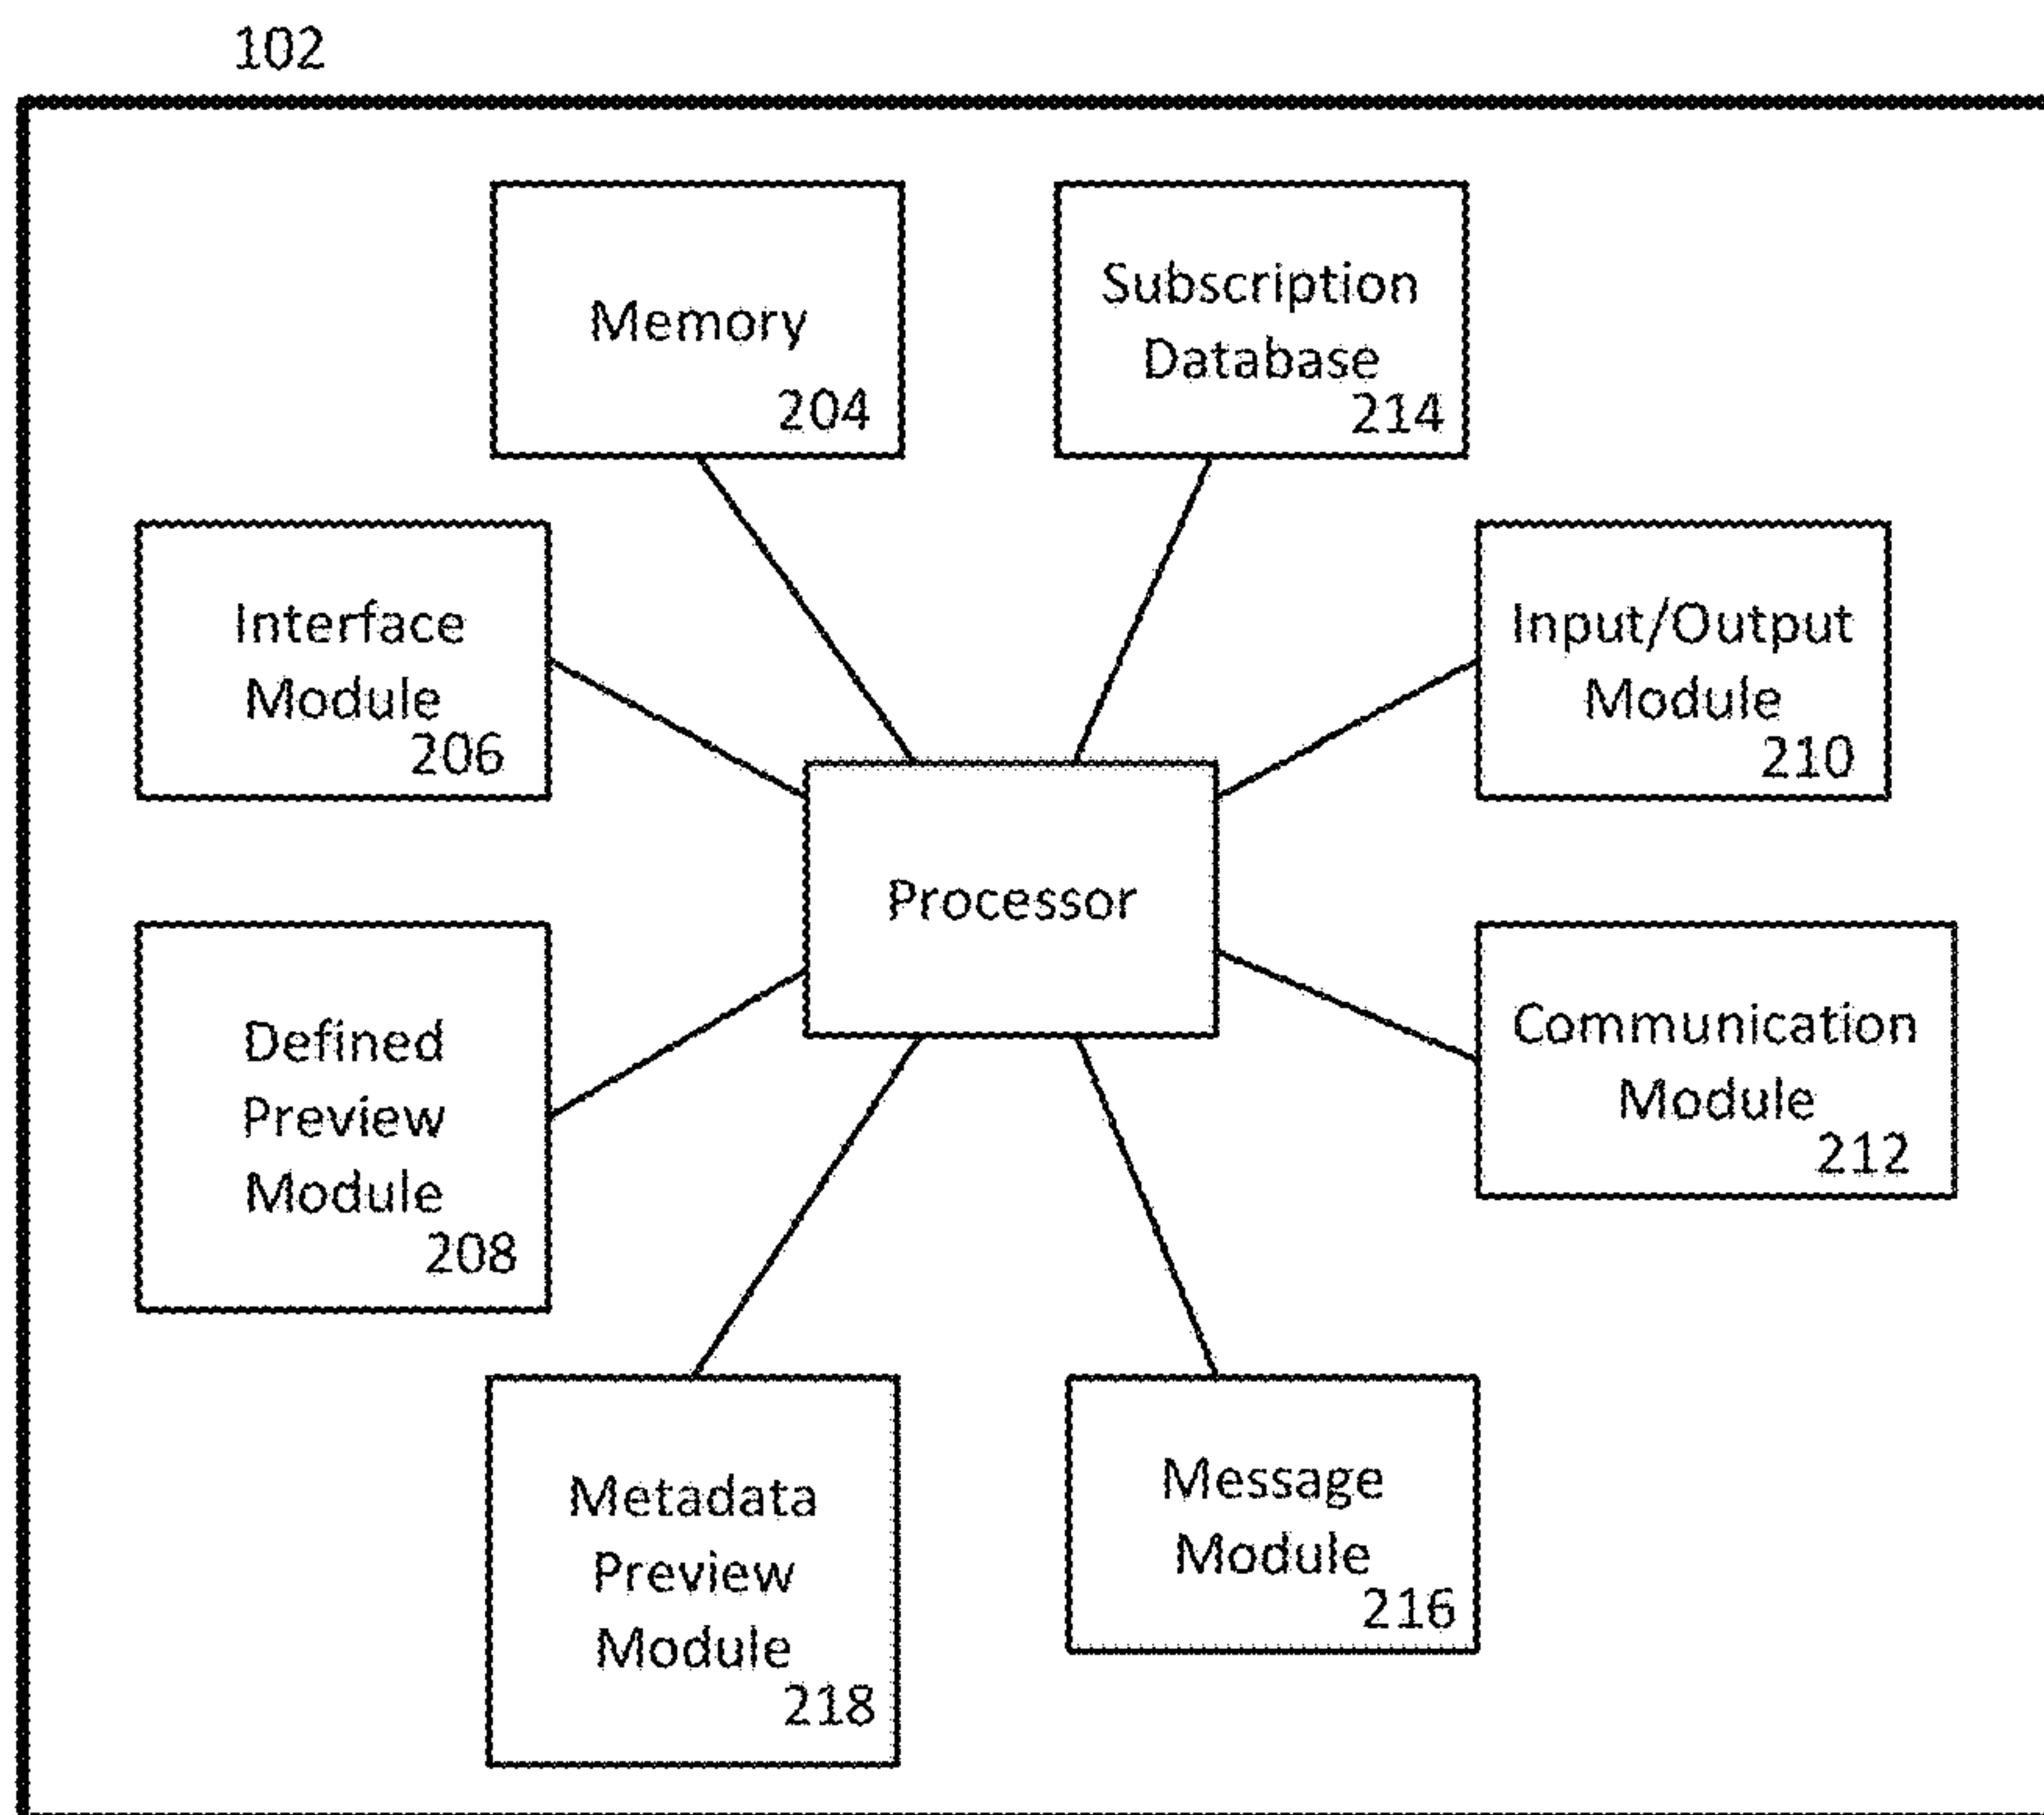 102
Memory
204
Subscription
Database
214
Interface
Module
206
Input/Output
Module
210
Processor
Defined
Preview
Module
208
Communication
Module
212
Metadata
Preview
Module
218
Message
Module
216